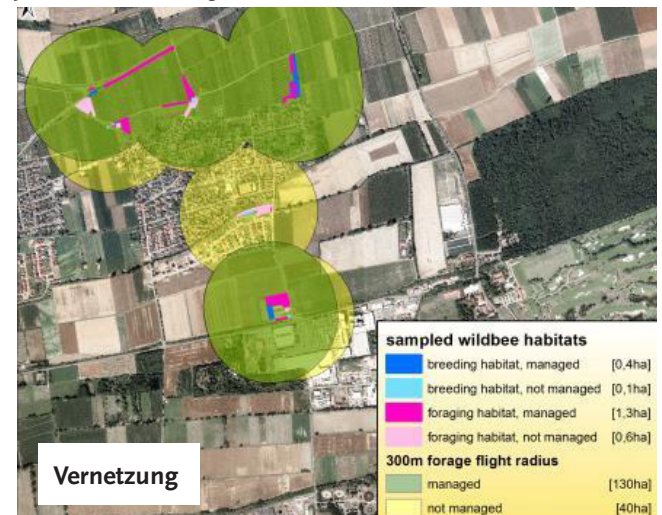 Vernetzung
sampled wildbee habitats
breeding habitat, managed [0,4ha]
breeding habitat, not managed [0,1ha]
foraging habitat, managed [1,3ha]
foraging habitat, not managed [0,6ha]
300m forage flight radius
managed [130ha]
not managed [40ha]